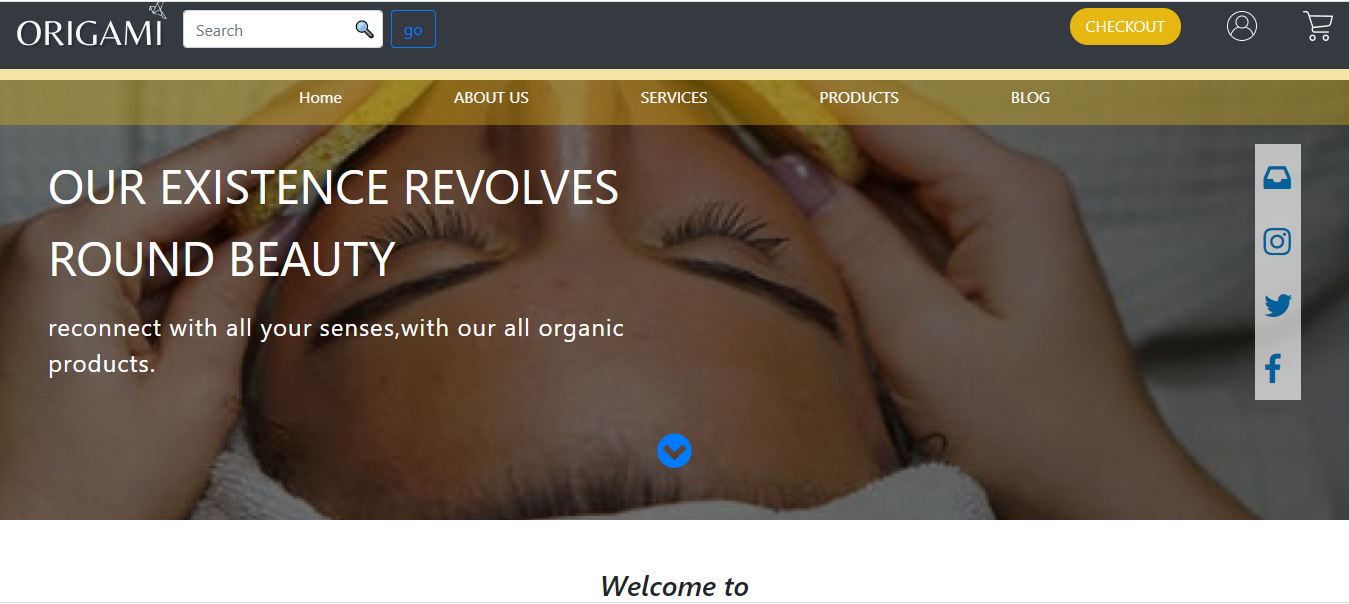 ORIGAMI
Search
go
CHECKOUT
Home
ABOUT US
SERVICES
PRODUCTS
BLOG
OUR EXISTENCE REVOLVES
ROUND BEAUTY
reconnect with all your senses,with our all organic
products.
Welcome to